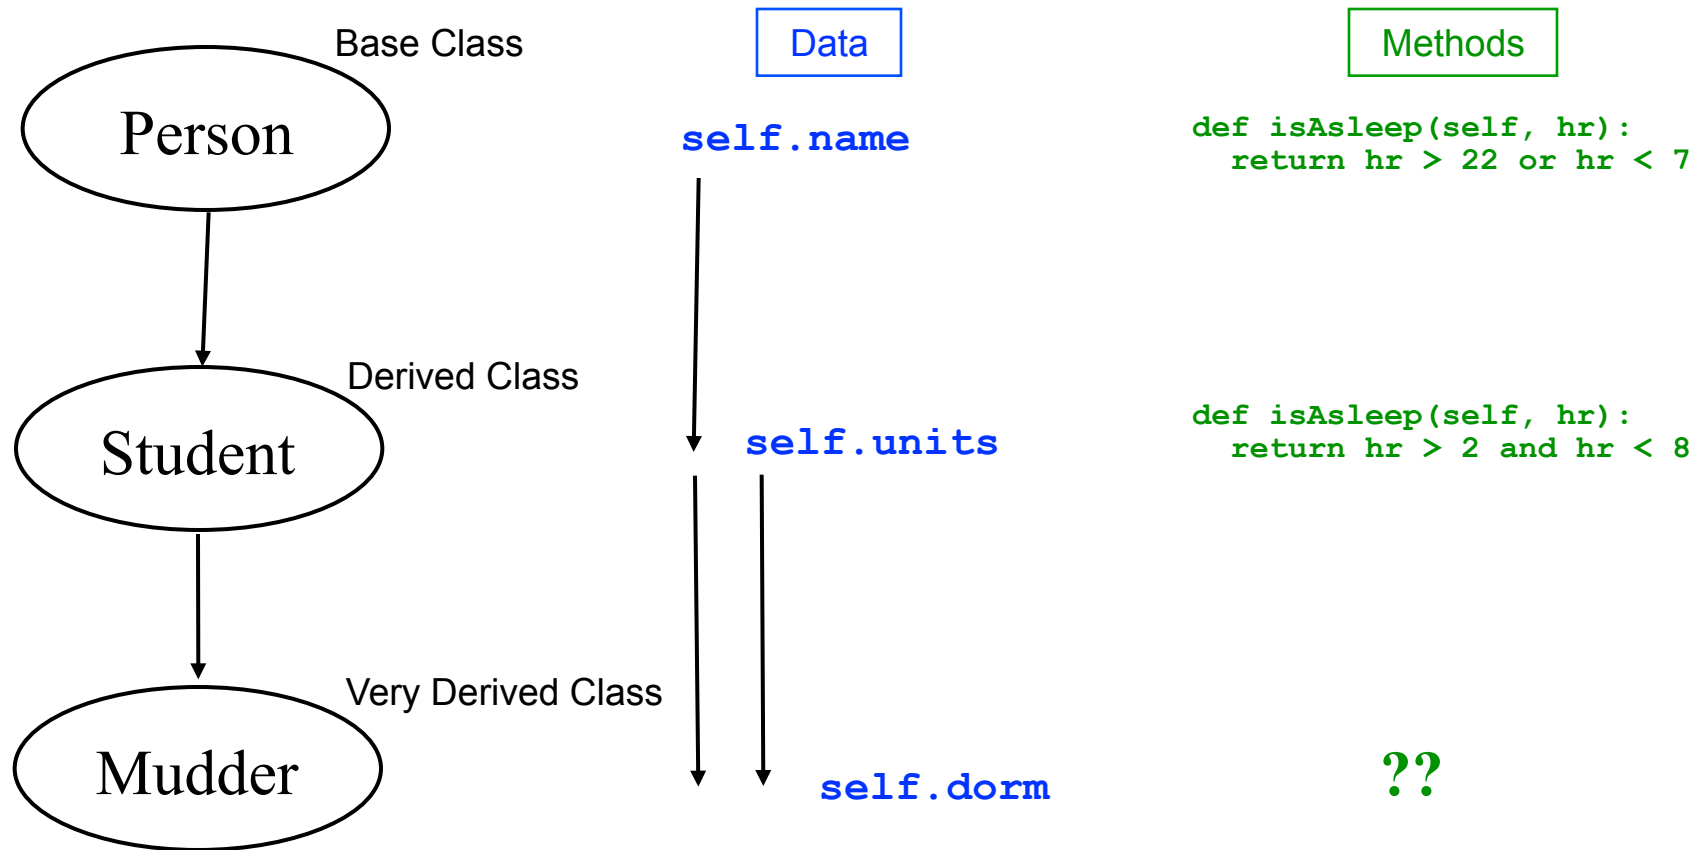 Base Class
Data
Methods
Person
self.name
def isAsleep(self, hr):
  return hr > 22 or hr < 7
Derived Class
Student
self.units
def isAsleep(self, hr):
  return hr > 2 and hr < 8
Very Derived Class
Mudder
self.dorm
??